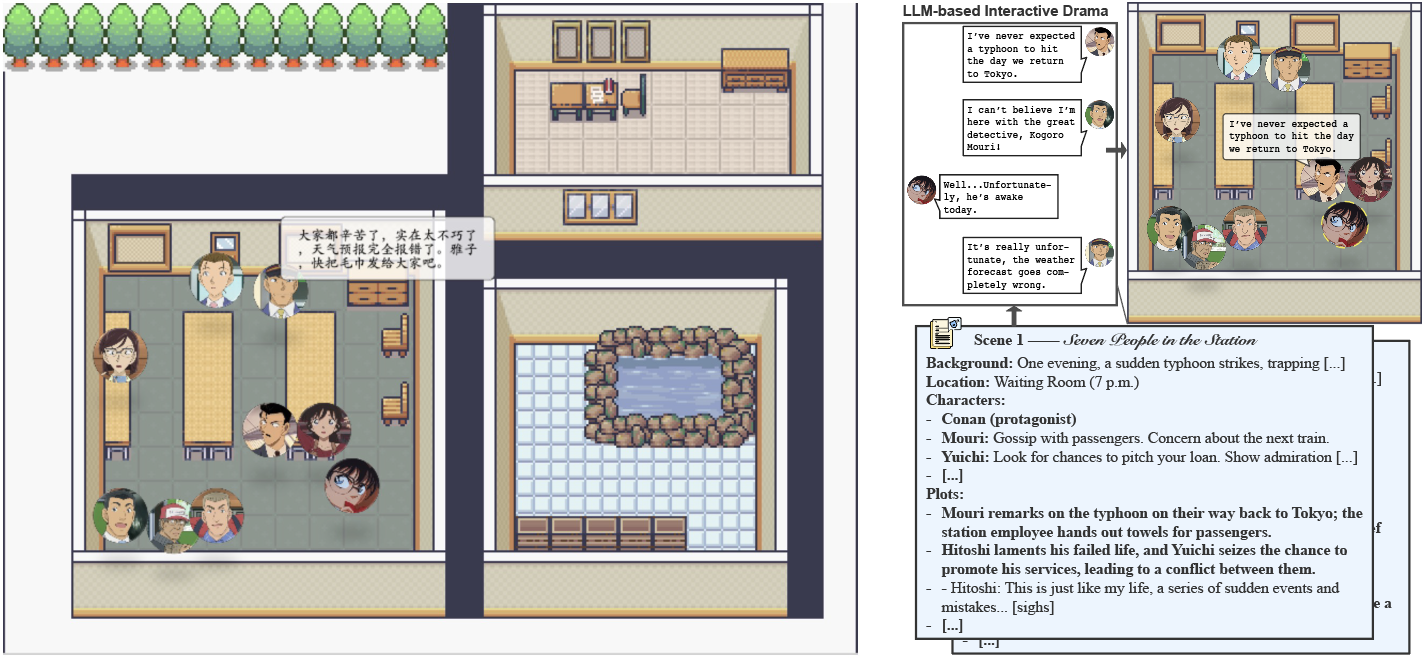 大家都辛苦了，实在太不巧了
，天气预报完全报错了。雅子
，快把毛巾发给大家吧。
LLM-based Interactive Drama
I've never expected
a typhoon to hit
the day we return
to Tokyo.
I can't believe I'm
here with the great
detective, Kogoro
Mouri!
Well...Unfortunate-
ly, he's awake
today.
It's really unfor-
tunate, the weather
forecast goes com-
pletely wrong.
I've never expected a
typhoon to hit the day
we return to Tokyo.
Scene 1 —— Seven People in the Station
Background: One evening, a sudden typhoon strikes, trapping [...]
Location: Waiting Room (7 p.m.)
Characters:
- Conan (protagonist)
- Mouri: Gossip with passengers. Concern about the next train.
- Yuichi: Look for chances to pitch your loan. Show admiration [...]
- [...]
Plots:
- Mouri remarks on the typhoon on their way back to Tokyo; the
station employee hands out towels for passengers.
- Hitoshi laments his failed life, and Yuichi seizes the chance to
promote his services, leading to a conflict between them.
- - Hitoshi: This is just like my life, a series of sudden events and
mistakes... [sighs]
- [...]
.]
ef
e a
- [...]